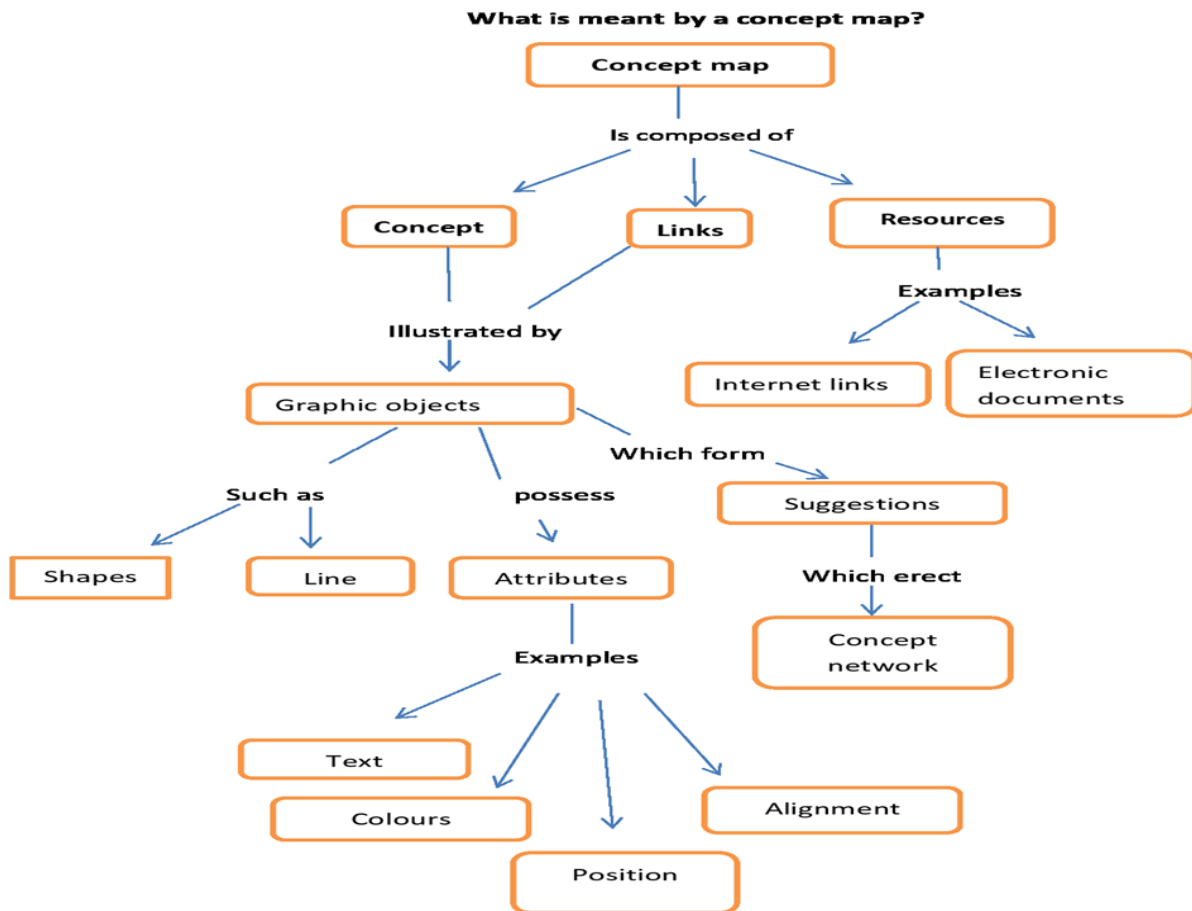 What is meant by a concept map?
Concept map
Is composed of
Concept
Links
Resources
Examples
Illustrated by
Internet links
Electronic
documents
Graphic objects
Which form
Such as
possess
Suggestions
Shapes
Line
Attributes
Which erect
Examples
Concept
network
Text
Colours
Alignment
Position